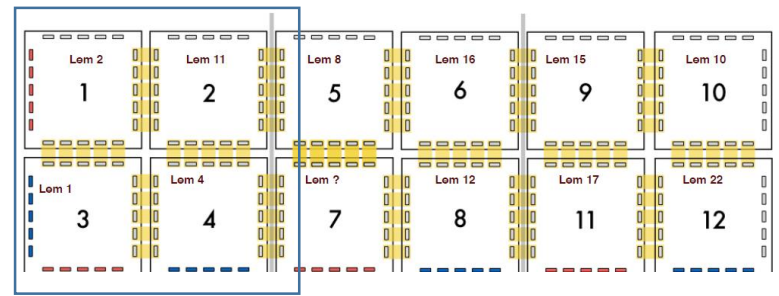 Lem 2
Lem 11
Lem 8
Lem 16
Lem 15
Lem 10
1
2
5
6
9
10
Lem 1
Lem 4
Lem ?
Lem 12
Lem 17
Lem 22
3
4
7
8
11
12